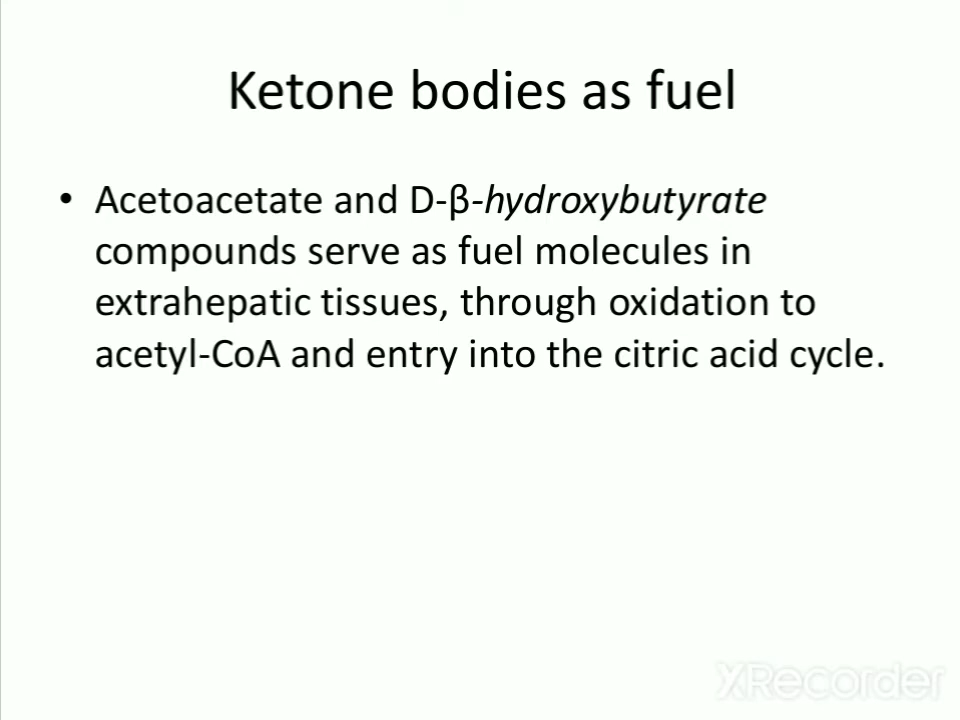 Ketone bodies as fuel
• Acetoacetate and D-β-hydroxybutyrate
compounds serve as fuel molecules in
extrahepatic tissues, through oxidation to
acetyl-CoA and entry into the citric acid cycle.
XRecorder